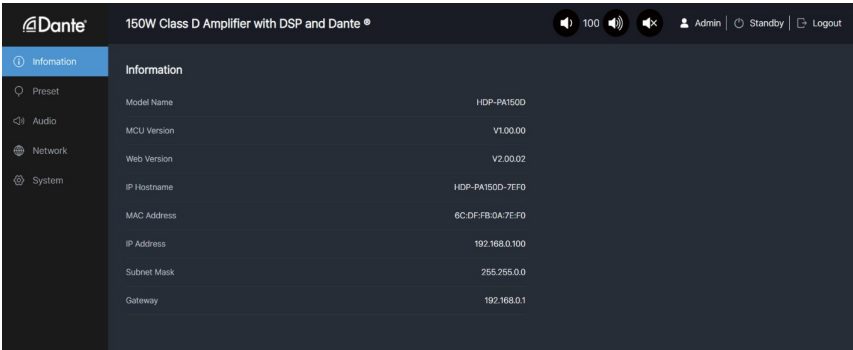 Dante®
150W Class D Amplifier with DSP and Dante ®
100
Admin
Standby
Logout
Infomation
Preset
Audio
Network
System
Information
Model Name HDP-PA150D
MCU Version V1.00.00
Web Version V2.00.02
IP Hostname HDP-PA150D-7EF0
MAC Address 6C:DF:FB:0A:7E:F0
IP Address 192.168.0.100
Subnet Mask 255.255.0.0
Gateway 192.168.0.1